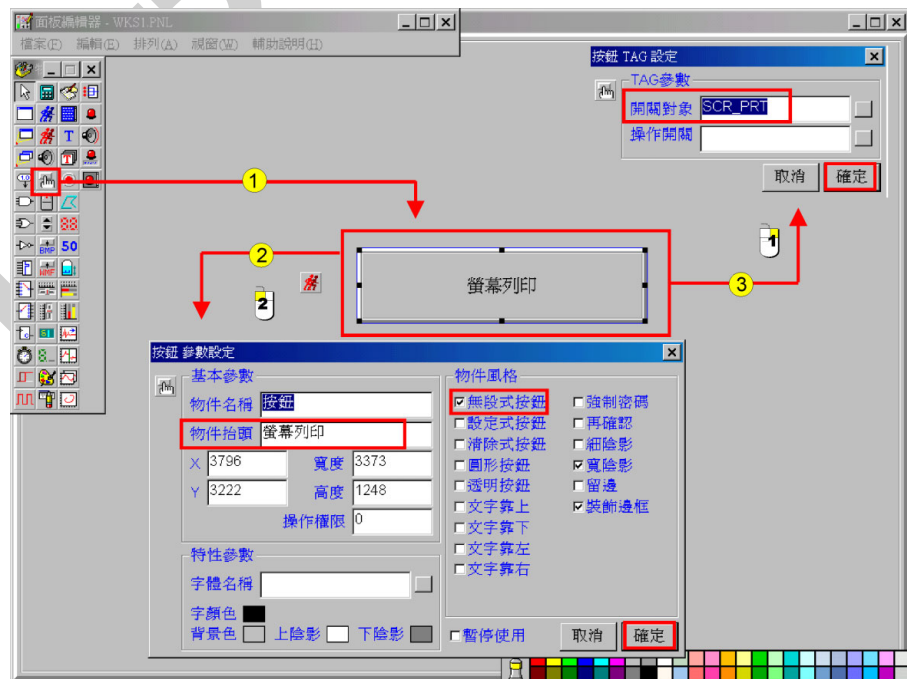 面板編輯器 - WKS1.PNL
檔案(F) 編輯(E) 排列(A) 視窗(W) 輔助說明(H)
按鈕 TAG 設定
TAG參數
開關對象 SCR_PRT
操作開關
取消 確定
1
2
3
1
2
螢幕列印
按鈕 參數設定
基本參數
物件名稱 按鈕
物件抬頭 螢幕列印
X 3796 寬度 3373
Y 3222 高度 1248
操作權限 0
特性參數
字體名稱
字顏色
背景色 上陰影 下陰影
物件風格
無段式按鈕 強制密碼
設定式按鈕 再確認
清除式按鈕 細陰影
圓形按鈕 寬陰影
透明按鈕 留邊
文字靠上 裝飾邊框
文字靠下
文字靠左
文字靠右
暫停使用 取消 確定
T
BMP 50
WMF
SI